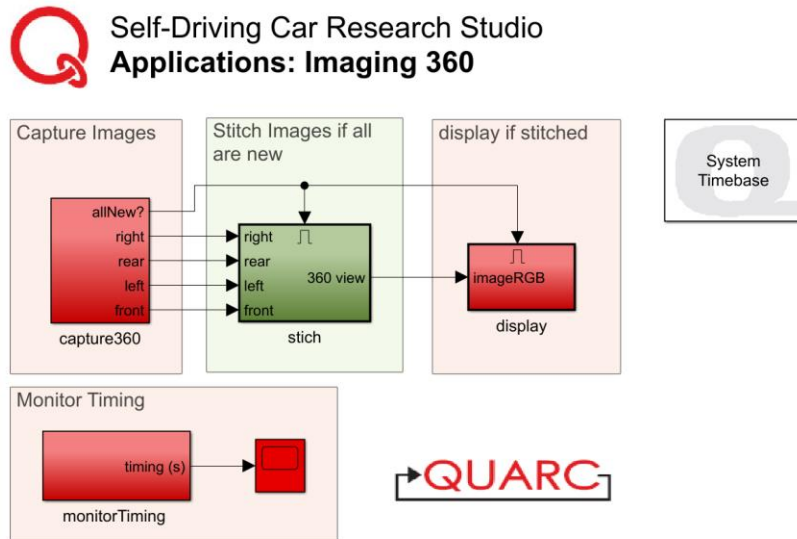 Self-Driving Car Research Studio
Applications: Imaging 360
Capture Images
Stitch Images if all
are new
display if stitched
System
Timebase
allNew?
right
rear
left
front
capture360
right
rear
left
front
360 view
stich
imageRGB
display
Monitor Timing
timing (s)
monitorTiming
QUARC